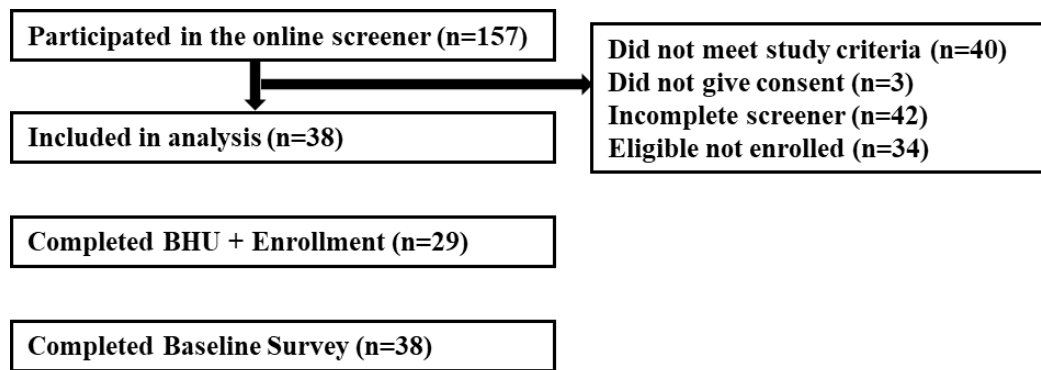 Participated in the online screener (n=157)
Did not meet study criteria (n=40)
Did not give consent (n=3)
Incomplete screener (n=42)
Eligible not enrolled (n=34)
Included in analysis (n=38)
Completed BHU + Enrollment (n=29)
Completed Baseline Survey (n=38)